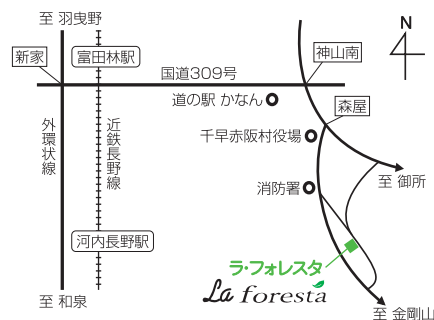 至 羽曳野
N
新家
富田林駅
神山南
国道309号
道の駅 かなん
森屋
千早赤阪村役場
外環状線
近鉄長野線
至 御所
消防署
河内長野駅
ラ・フォレスタ
La foresta
至 和泉
至 金剛山